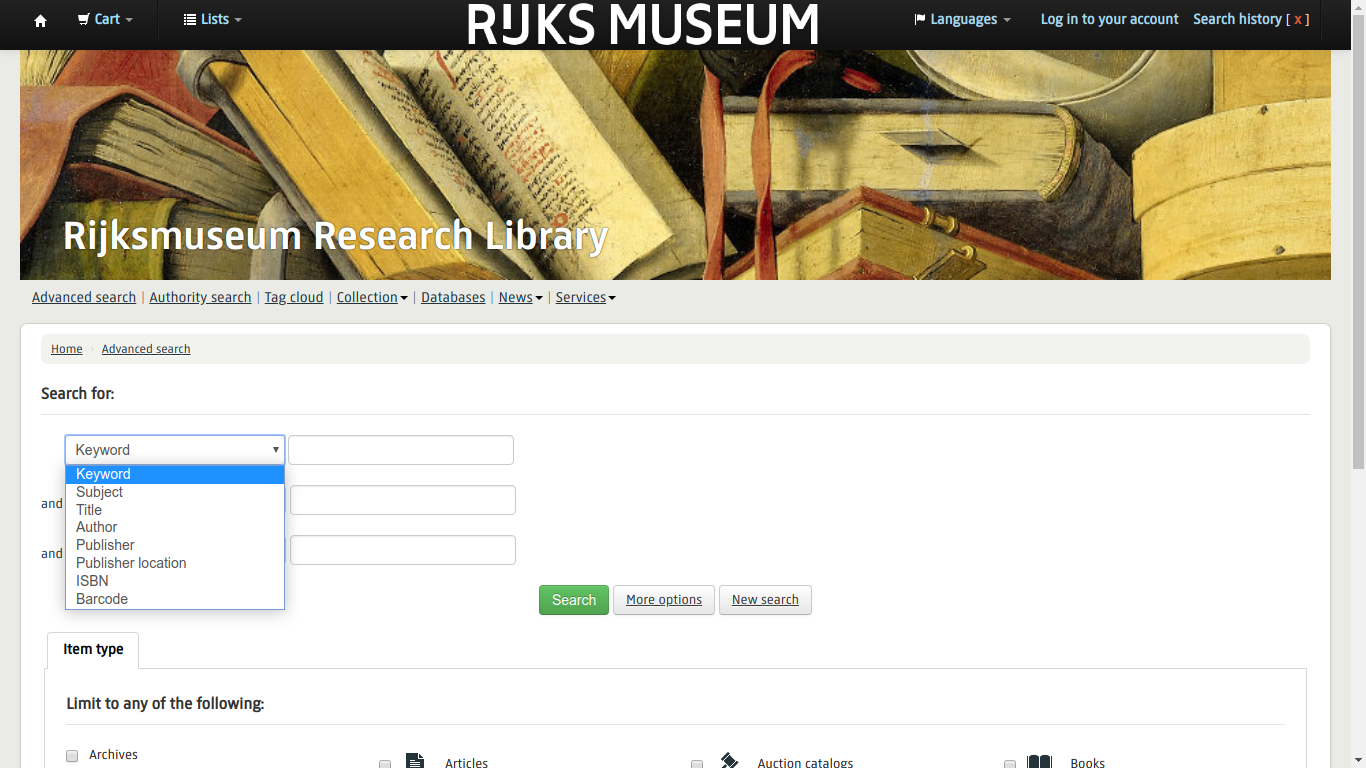 Cart Lists RIJKS MUSEUM Languages Log in to your account Search history [ x ]
Rijksmuseum Research Library
Advanced search | Authority search | Tag cloud | Collection | Databases | News | Services
Home Advanced search
Search for:
Keyword
Keyword
Subject
and
Title
Author
Publisher
and
Publisher location
ISBN
Barcode
Search More options New search
Item type
Limit to any of the following:
Archives Articles Auction catalogs Books